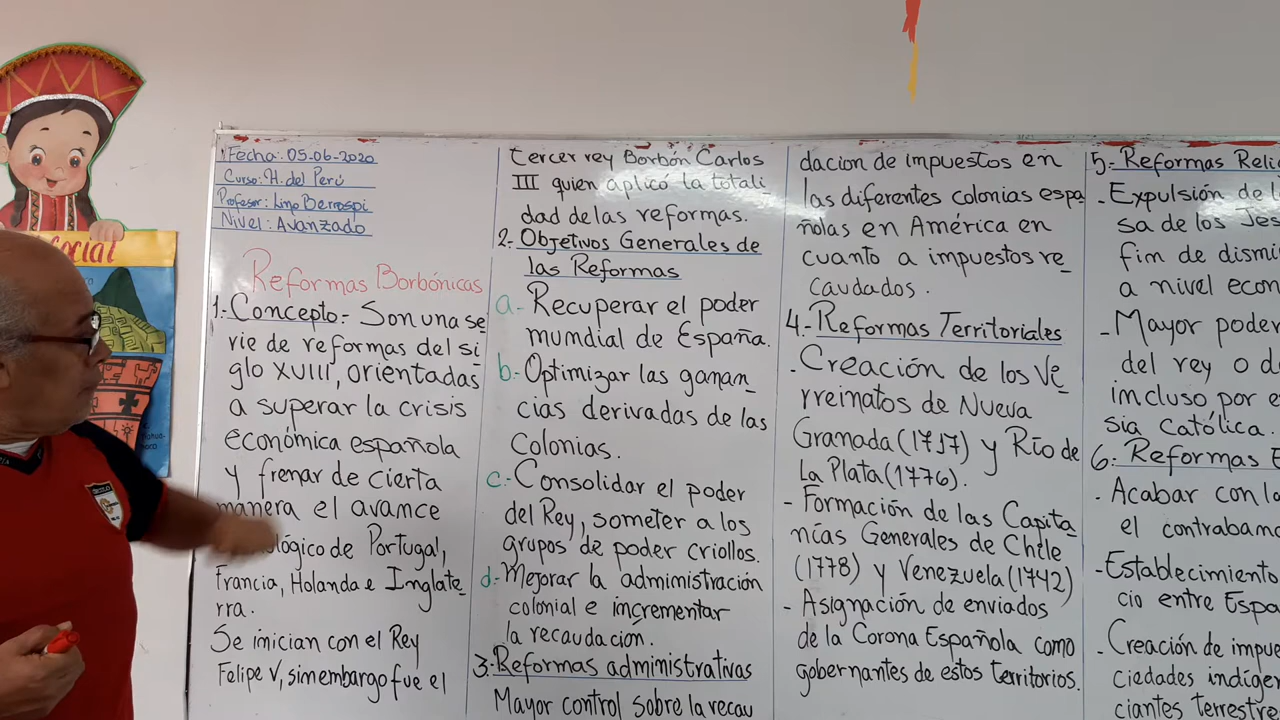 Social
Fecha: 05-06-2020
Curso: H. del Perú
Profesor: Lino Berrospi
Nivel: Avanzado
Reformas Borbónicas
1.- Concepto.- Son una se
rie de reformas del si
glo XVIII, orientadas
a superar la crisis
económica española
y frenar de cierta
manera el avance
ológico de Portugal,
Francia, Holanda e Inglate
rra.
Se inician con el Rey
Felipe V, sim embargo fue el
tercer rey Borbón Carlos
III quien aplicó la totali
dad de las reformas.
2.- Objetivos Generales de
las Reformas
a.- Recuperar el poder
mundial de España.
b.- Optimizar las ganan
cias derivadas de las
Colonias.
c.- Consolidar el poder
del Rey, someter a los
grupos de poder criollos.
d.- Mejorar la administración
colonial e incrementar
la recaudación.
3.- Reformas administrativas
Mayor control sobre la recau
dacion de impuestos en
las diferentes colonias espa
ñolas en América en
cuanto a impuestos re
caudados.
4.- Reformas Territoriales
- Creación de los Vi
rreinatos de Nueva
Granada (1717) y Río de
La Plata (1776).
- Formación de las Capita
nías Generales de Chile
(1778) y Venezuela (1742)
- Asignación de enviados
de la Corona Española como
gobernantes de estos territorios.
5.- Reformas Reli
- Expulsión de l
sa de los Jes
fin de dismi
a nivel econ
- Mayor poder
del rey o d
incluso por e
sia Católica.
6.- Reformas E
- Acabar con l
el contraban
- Establecimiento
cio entre Espa
- Creación de impue
ciedades indíge
ciantes terrestre